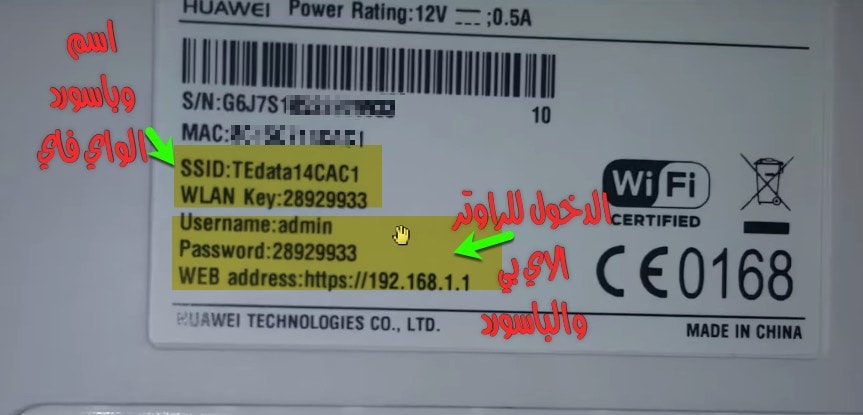 HUAWEI Power Rating:12V ⎓ ;0.5A
S/N:G6J7S1
10
MAC:
SSID:TEdata14CAC1
WLAN Key:28929933
Username:admin
Password:28929933
WEB address:https://192.168.1.1
HUAWEI TECHNOLOGIES CO., LTD.
MADE IN CHINA
WiFi
CERTIFIED
CE0168
اسم
وباسورد
الواي فاي
الدخول للراوتر
الاي بي
والباسورد